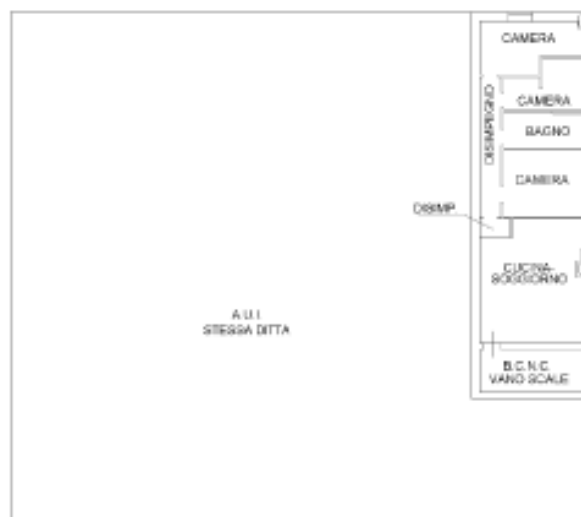 CAMERA
CAMERA
DISIMPEGNO
BAGNO
CAMERA
DISIMP.
CUCINA-
SOGGIORNO
A.U.I.
STESSA DITTA
B.C.N.C.
VANO SCALE